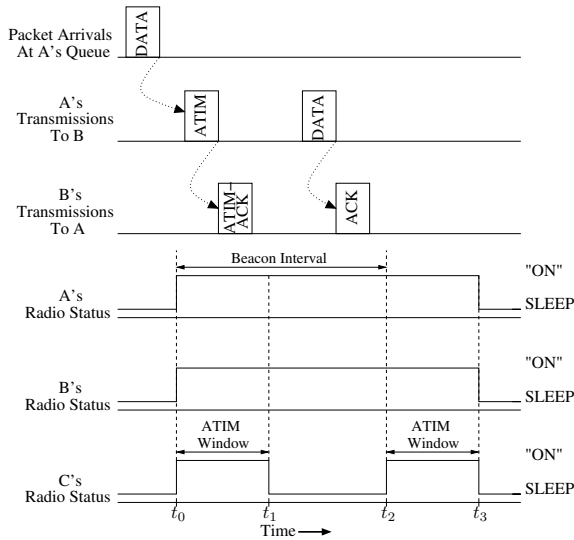 Packet Arrivals
At A's Queue
DATA
A's
Transmissions
To B
ATIM
DATA
B's
Transmissions
To A
ATIM–
ACK
ACK
Beacon Interval
A's
Radio Status
"ON"
SLEEP
B's
Radio Status
"ON"
SLEEP
ATIM
Window
ATIM
Window
C's
Radio Status
"ON"
SLEEP
t0 t1 t2 t3
Time